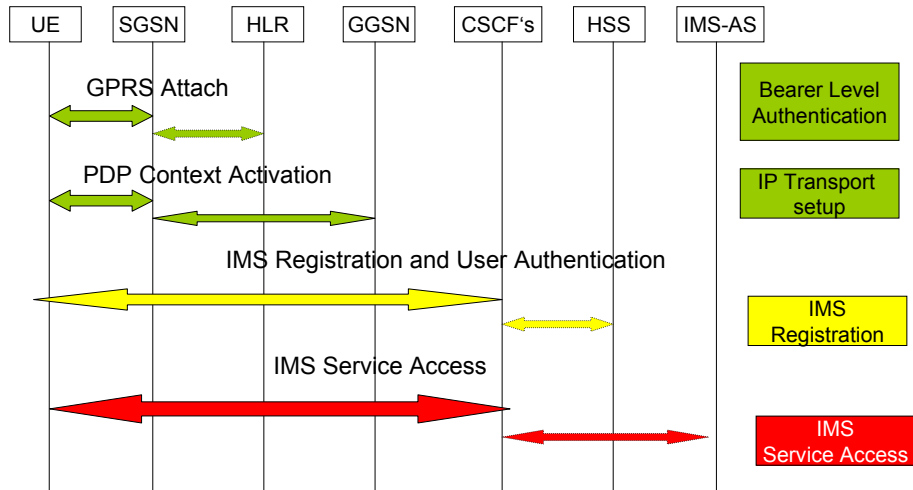 UE
SGSN
HLR
GGSN
CSCF‘s
HSS
IMS-AS
GPRS Attach
Bearer Level
Authentication
PDP Context Activation
IP Transport
setup
IMS Registration and User Authentication
IMS
Registration
IMS Service Access
IMS
Service Access